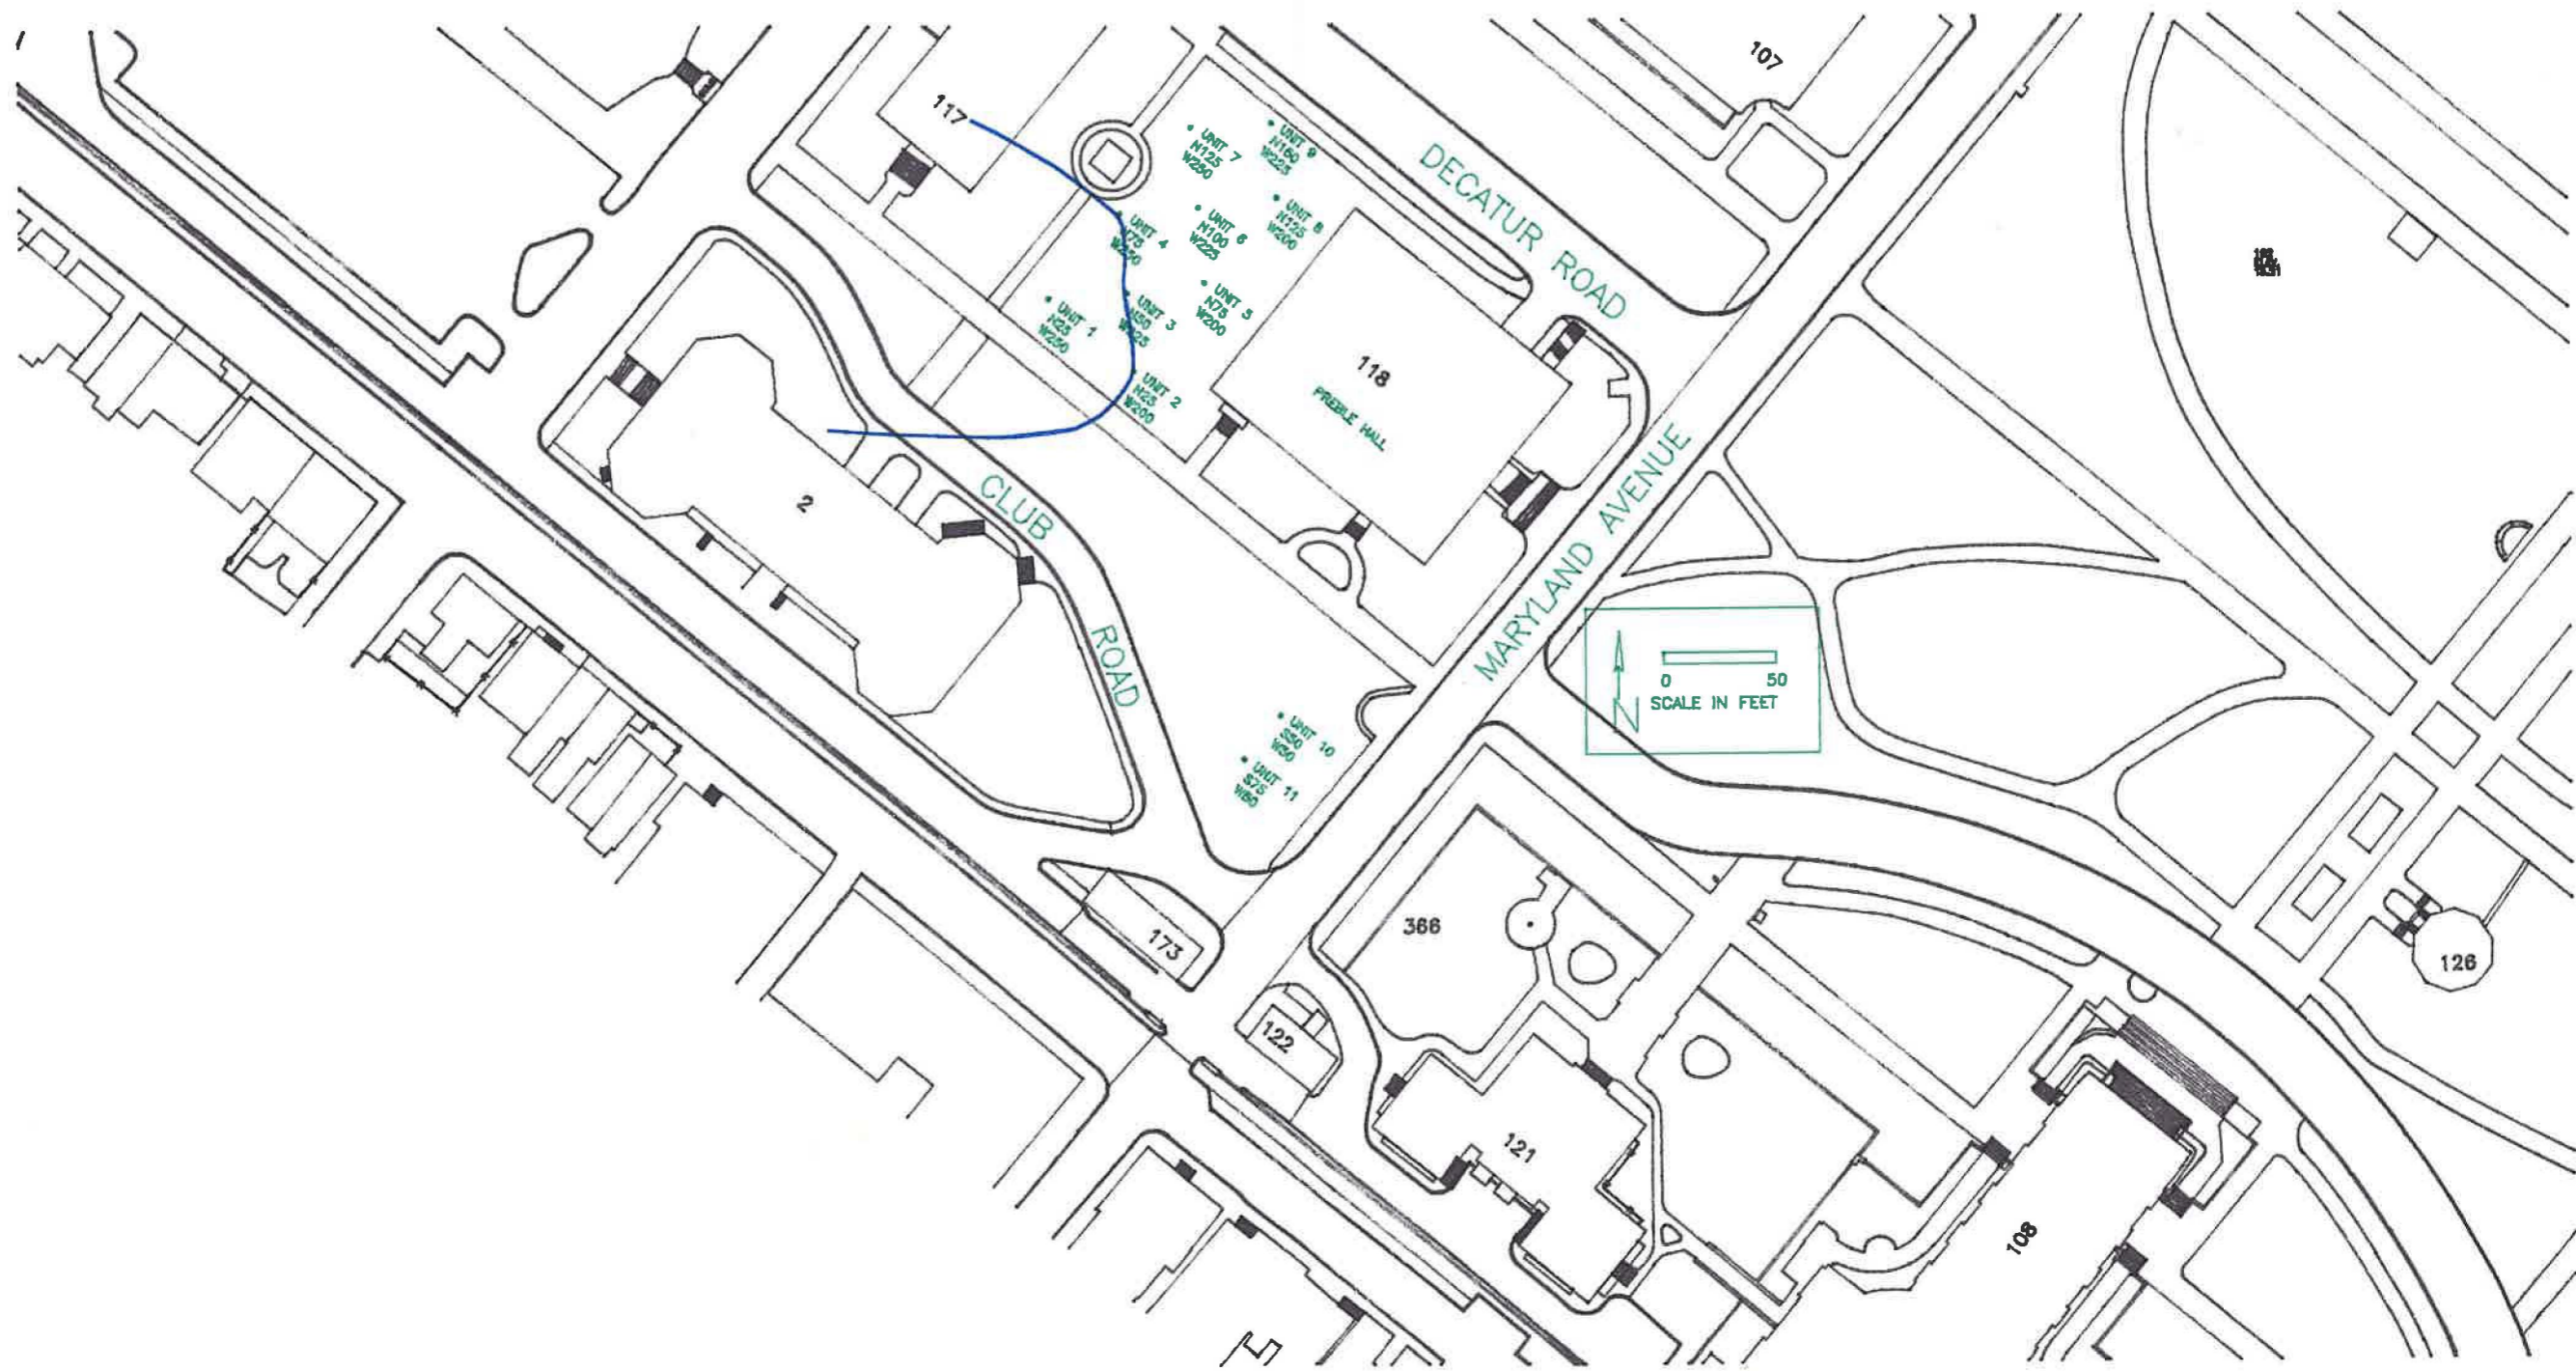 107
117
UNIT 7
N125
W250
UNIT 9
N150
W225
DECATUR ROAD
UNIT 4
N75
W250
UNIT 6
N100
W225
UNIT 8
N125
W200
UNIT 1
N25
W250
UNIT 3
N50
W225
UNIT 5
N75
W200
UNIT 2
N25
W200
118
PREBLE HALL
2
CLUB
ROAD
MARYLAND AVENUE
N
0 50
SCALE IN FEET
UNIT 10
S50
W50
UNIT 11
S75
366
173
122
126
121
108